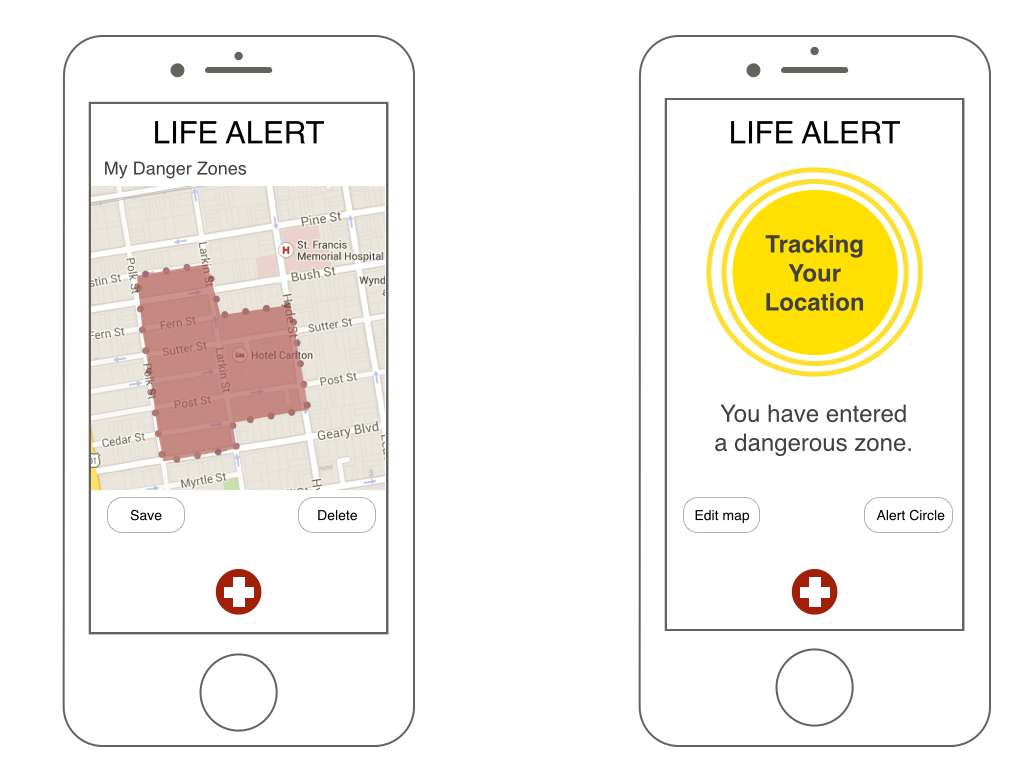 LIFE ALERT
My Danger Zones
Pine St
St. Francis
Memorial Hospital
Larkin St
Polk St
stin St
Bush St
Wynd
a
Hyde St
Fern St
Fern St
Sutter St
Sutter St
Larkin St
Hotel Carlton
Polk St
Post St
Post St
Cedar St
Geary Blvd
Myrtle St
Save
Delete
LIFE ALERT
Tracking
Your
Location
You have entered
a dangerous zone.
Edit map
Alert Circle